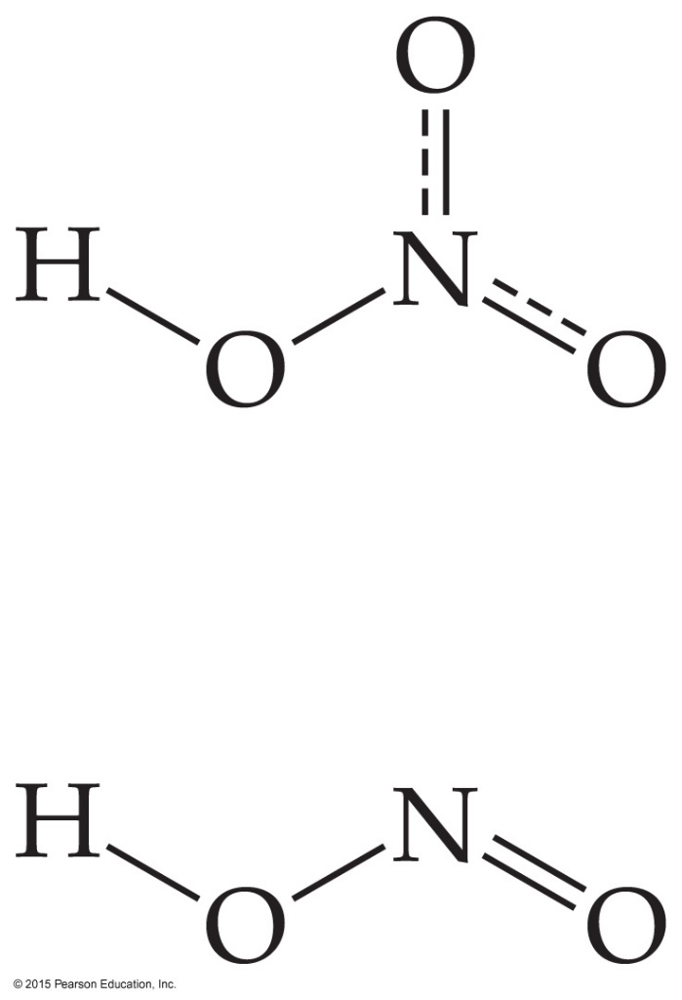 O
H N
O O
H N
O O
© 2015 Pearson Education, Inc.